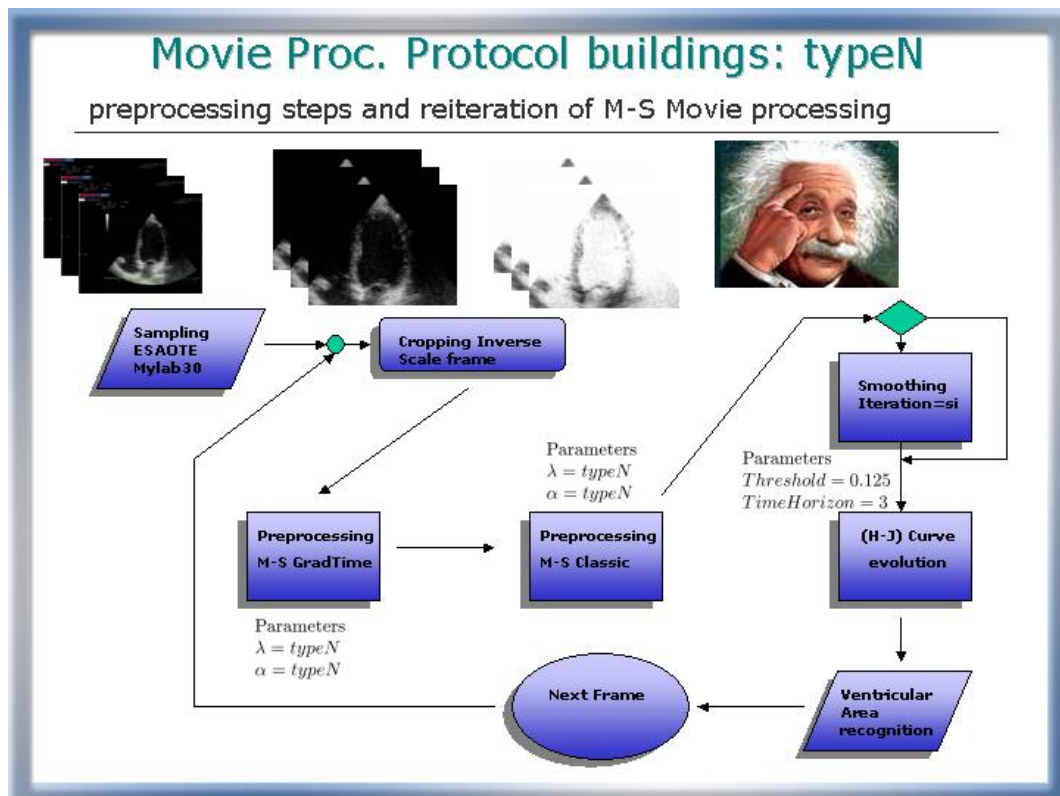 Movie Proc. Protocol buildings: typeN
preprocessing steps and reiteration of M-S Movie processing
Sampling
ESAOTE
Mylab30
Cropping Inverse
Scale frame
Smoothing
Iteration=si
Parameters
λ = typeN
α = typeN
Parameters
Threshold = 0.125
TimeHorizon = 3
Preprocessing
M-S GradTime
Preprocessing
M-S Classic
(H-J) Curve
evolution
Parameters
λ = typeN
α = typeN
Next Frame
Ventricular
Area
recognition